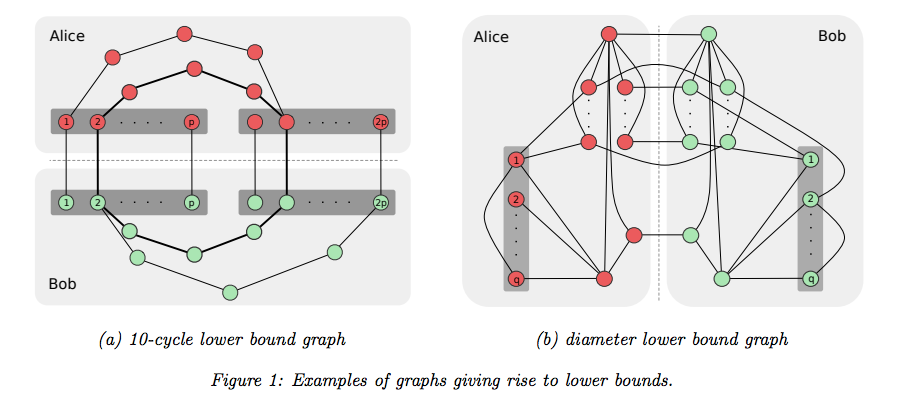 Alice
1 2 . . . . p . . . . 2p
1 2 . . . . p . . . . 2p
Bob
(a) 10-cycle lower bound graph
Alice
Bob
1
2
q
1
2
q
(b) diameter lower bound graph
Figure 1: Examples of graphs giving rise to lower bounds.